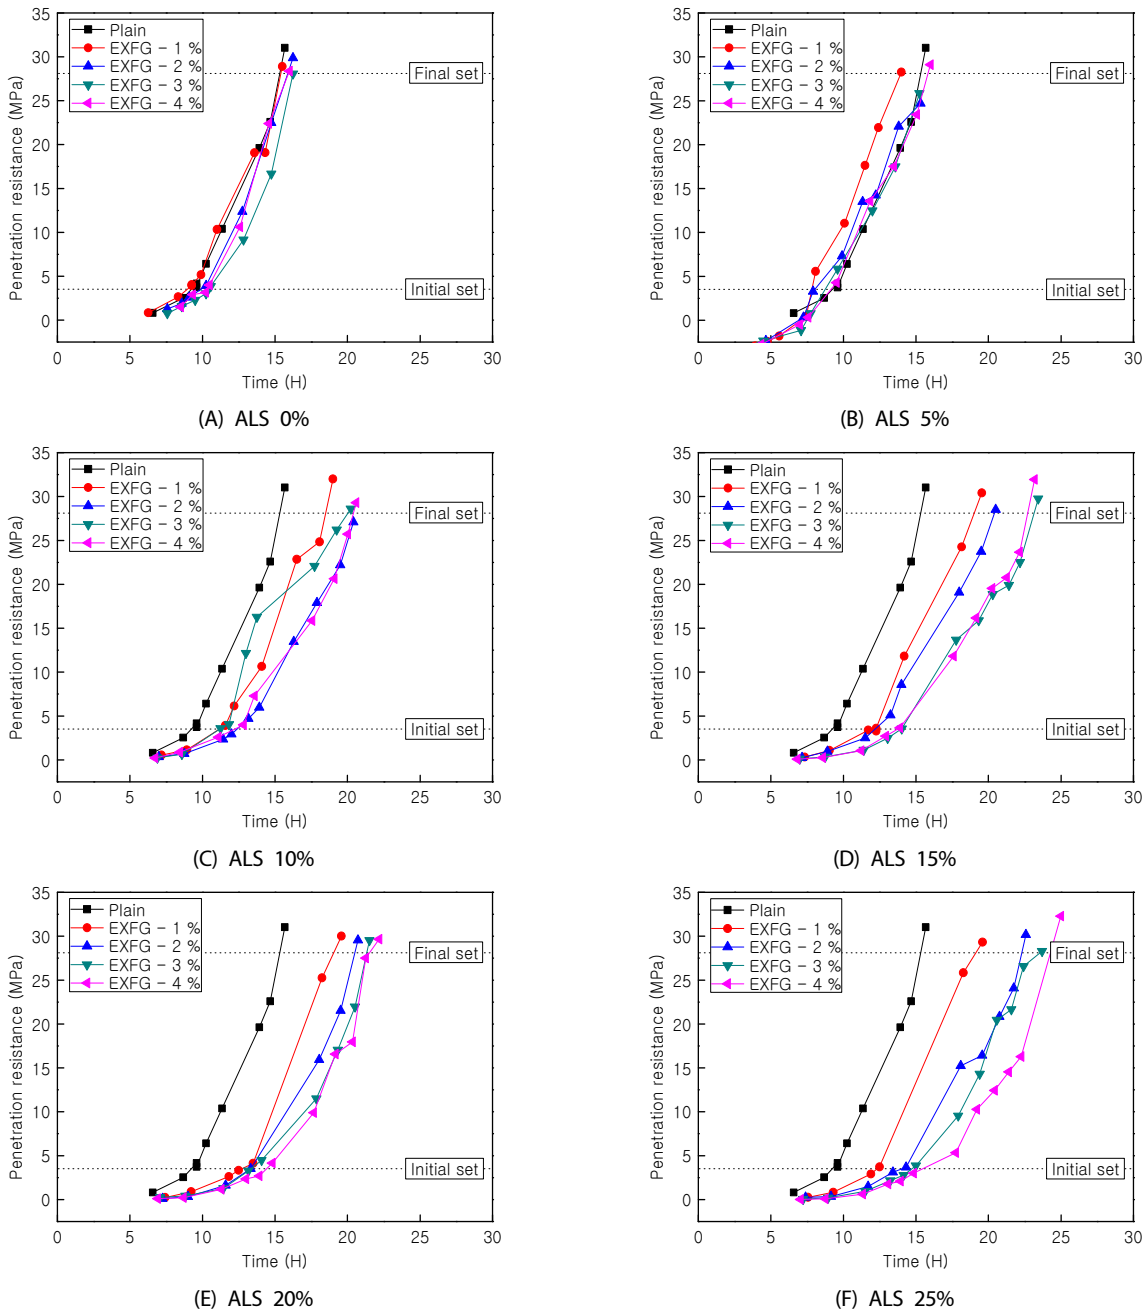 35
30
25
20
15
10
5
0
Penetration resistance (MPa)
Plain
EXFG - 1 %
EXFG - 2 %
EXFG - 3 %
EXFG - 4 %
Final set
Initial set
0 5 10 15 20 25 30
Time (H)
(A) ALS 0%
35
30
25
20
15
10
5
0
Penetration resistance (MPa)
Plain
EXFG - 1 %
EXFG - 2 %
EXFG - 3 %
EXFG - 4 %
Final set
Initial set
0 5 10 15 20 25 30
Time (H)
(B) ALS 5%
35
30
25
20
15
10
5
0
Penetration resistance (MPa)
Plain
EXFG - 1 %
EXFG - 2 %
EXFG - 3 %
EXFG - 4 %
Final set
Initial set
0 5 10 15 20 25 30
Time (H)
(C) ALS 10%
35
30
25
20
15
10
5
0
Penetration resistance (MPa)
Plain
EXFG - 1 %
EXFG - 2 %
EXFG - 3 %
EXFG - 4 %
Final set
Initial set
0 5 10 15 20 25 30
Time (H)
(D) ALS 15%
35
30
25
20
15
10
5
0
Penetration resistance (MPa)
Plain
EXFG - 1 %
EXFG - 2 %
EXFG - 3 %
EXFG - 4 %
Final set
Initial set
0 5 10 15 20 25 30
Time (H)
(E) ALS 20%
35
30
25
20
15
10
5
0
Penetration resistance (MPa)
Plain
EXFG - 1 %
EXFG - 2 %
EXFG - 3 %
EXFG - 4 %
Final set
Initial set
0 5 10 15 20 25 30
Time (H)
(F) ALS 25%